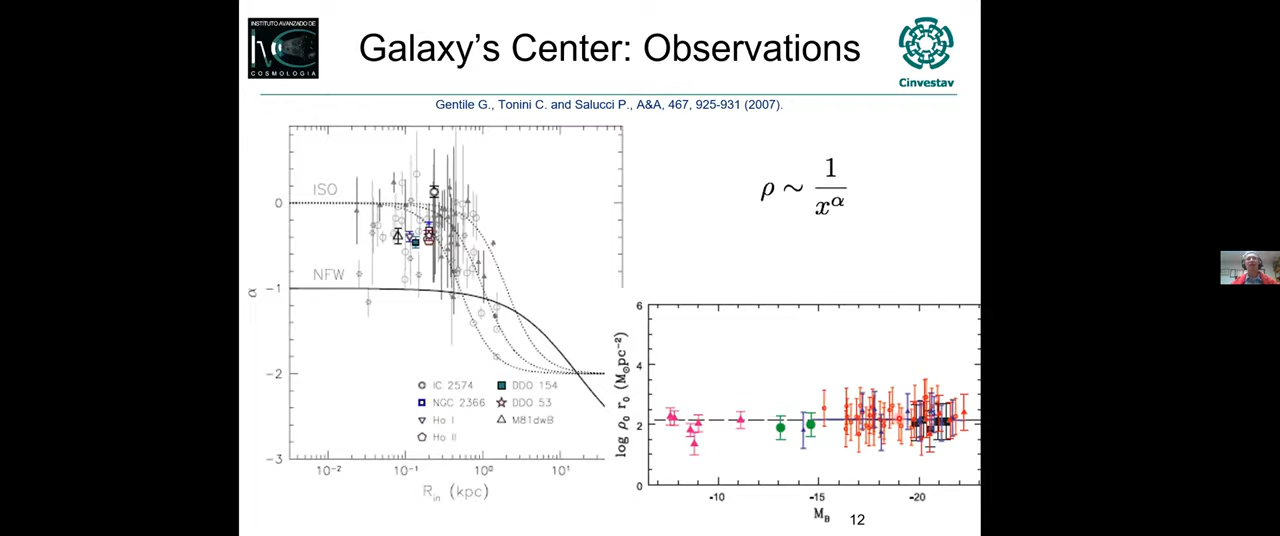 INSTITUTO AVANZADO DE
COSMOLOGIA
Galaxy's Center: Observations
Cinvestav
Gentile G., Tonini C. and Salucci P., A&A, 467, 925-931 (2007).
ISO
NFW
0
−1
−2
−3
α
IC 2574
NGC 2366
Ho I
Ho II
DDO 154
DDO 53
M81dwB
10⁻² 10⁻¹ 10⁰ 10¹
R_in (kpc)
ρ ∼ 1/x^α
6
4
2
0
log ρ₀ r₀ (M⊙pc⁻²)
-10 -15 -20
M_B
12